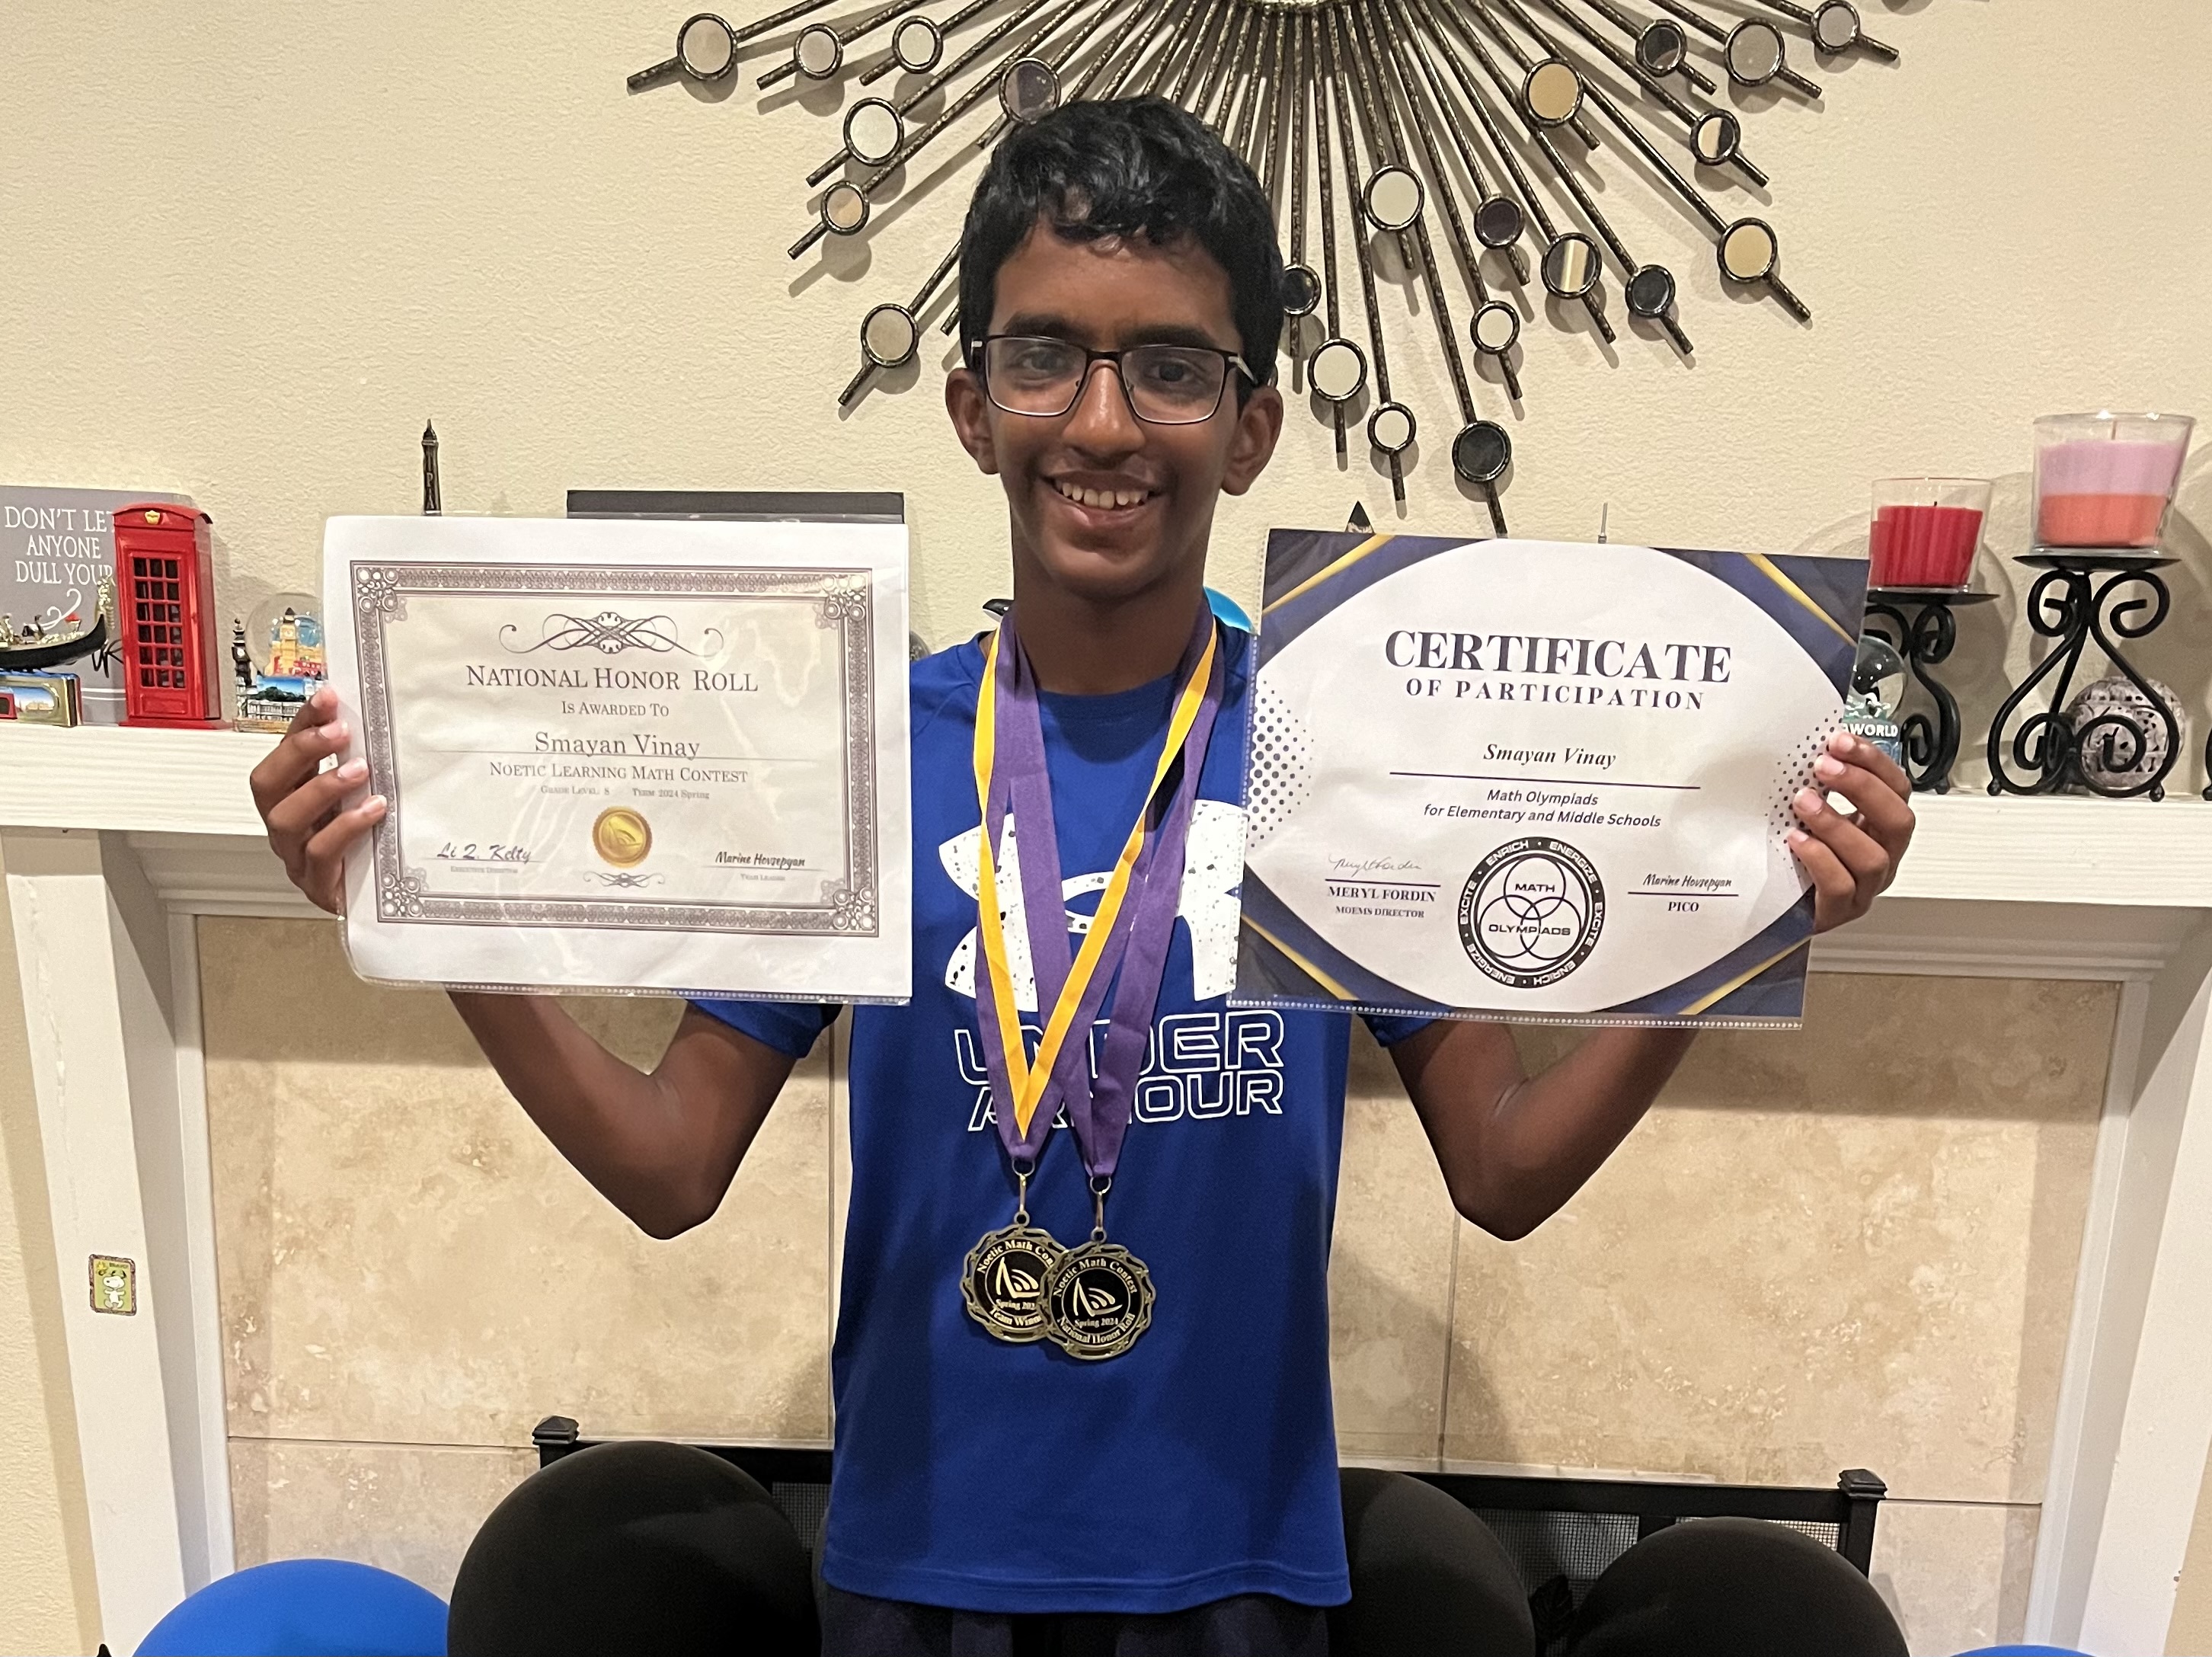 DON'T LET
ANYONE
DULL YOUR
NATIONAL HONOR ROLL
IS AWARDED TO
Smayan Vinay
NOETIC LEARNING MATH CONTEST
GRADE LEVEL: 8 TERM 2024 Spring
Li Q. Kelty
EXECUTIVE DIRECTOR
Marine Hovsepyan
TEAM LEADER
CERTIFICATE
OF PARTICIPATION
Smayan Vinay
Math Olympiads
for Elementary and Middle Schools
MERYL FORDIN
MOEMS DIRECTOR
ENRICH • ENERGIZE • EXCITE • ENRICH • ENERGIZE • EXCITE
MATH
OLYMPIADS
Marine Hovsepyan
PICO
WORLD
UNDER
ARMOUR
Noetic Math Con
Spring 202
Team Winn
Noetic Math Contest
Spring 2024
National Honor Roll